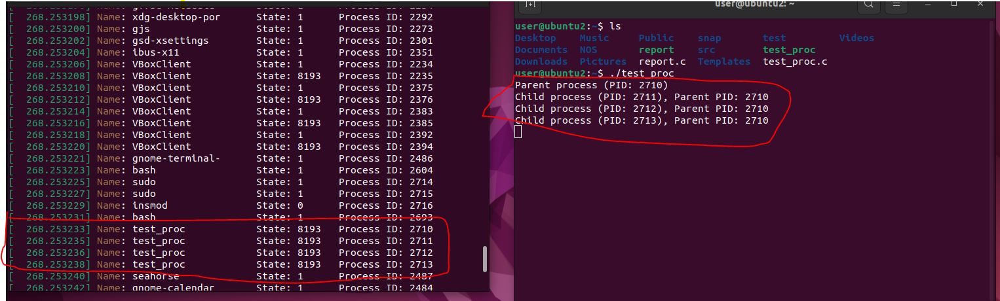 [  268.253198] Name: xdg-desktop-por State: 1 Process ID: 2292
[  268.253200] Name: gjs State: 1 Process ID: 2273
[  268.253202] Name: gsd-xsettings State: 1 Process ID: 2301
[  268.253204] Name: ibus-x11 State: 1 Process ID: 2351
[  268.253206] Name: VBoxClient State: 1 Process ID: 2234
[  268.253208] Name: VBoxClient State: 8193 Process ID: 2235
[  268.253210] Name: VBoxClient State: 1 Process ID: 2375
[  268.253212] Name: VBoxClient State: 8193 Process ID: 2376
[  268.253214] Name: VBoxClient State: 1 Process ID: 2383
[  268.253216] Name: VBoxClient State: 8193 Process ID: 2385
[  268.253218] Name: VBoxClient State: 1 Process ID: 2392
[  268.253220] Name: VBoxClient State: 8193 Process ID: 2394
[  268.253221] Name: gnome-terminal- State: 1 Process ID: 2486
[  268.253223] Name: bash State: 1 Process ID: 2604
[  268.253225] Name: sudo State: 1 Process ID: 2714
[  268.253227] Name: sudo State: 1 Process ID: 2715
[  268.253229] Name: insmod State: 0 Process ID: 2716
[  268.253231] Name: bash State: 1 Process ID: 2693
[  268.253233] Name: test_proc State: 8193 Process ID: 2710
[  268.253235] Name: test_proc State: 8193 Process ID: 2711
[  268.253236] Name: test_proc State: 8193 Process ID: 2712
[  268.253238] Name: test_proc State: 8193 Process ID: 2713
[  268.253240] Name: seahorse State: 1 Process ID: 2487
[  268.253242] Name: gnome-calendar State: 1 Process ID: 2484
user@ubuntu2: ~
user@ubuntu2:~$ ls
Desktop Music Public snap test Videos
Documents NOS report src test_proc
Downloads Pictures report.c Templates test_proc.c
user@ubuntu2:~$ ./test_proc
Parent process (PID: 2710)
Child process (PID: 2711), Parent PID: 2710
Child process (PID: 2712), Parent PID: 2710
Child process (PID: 2713), Parent PID: 2710